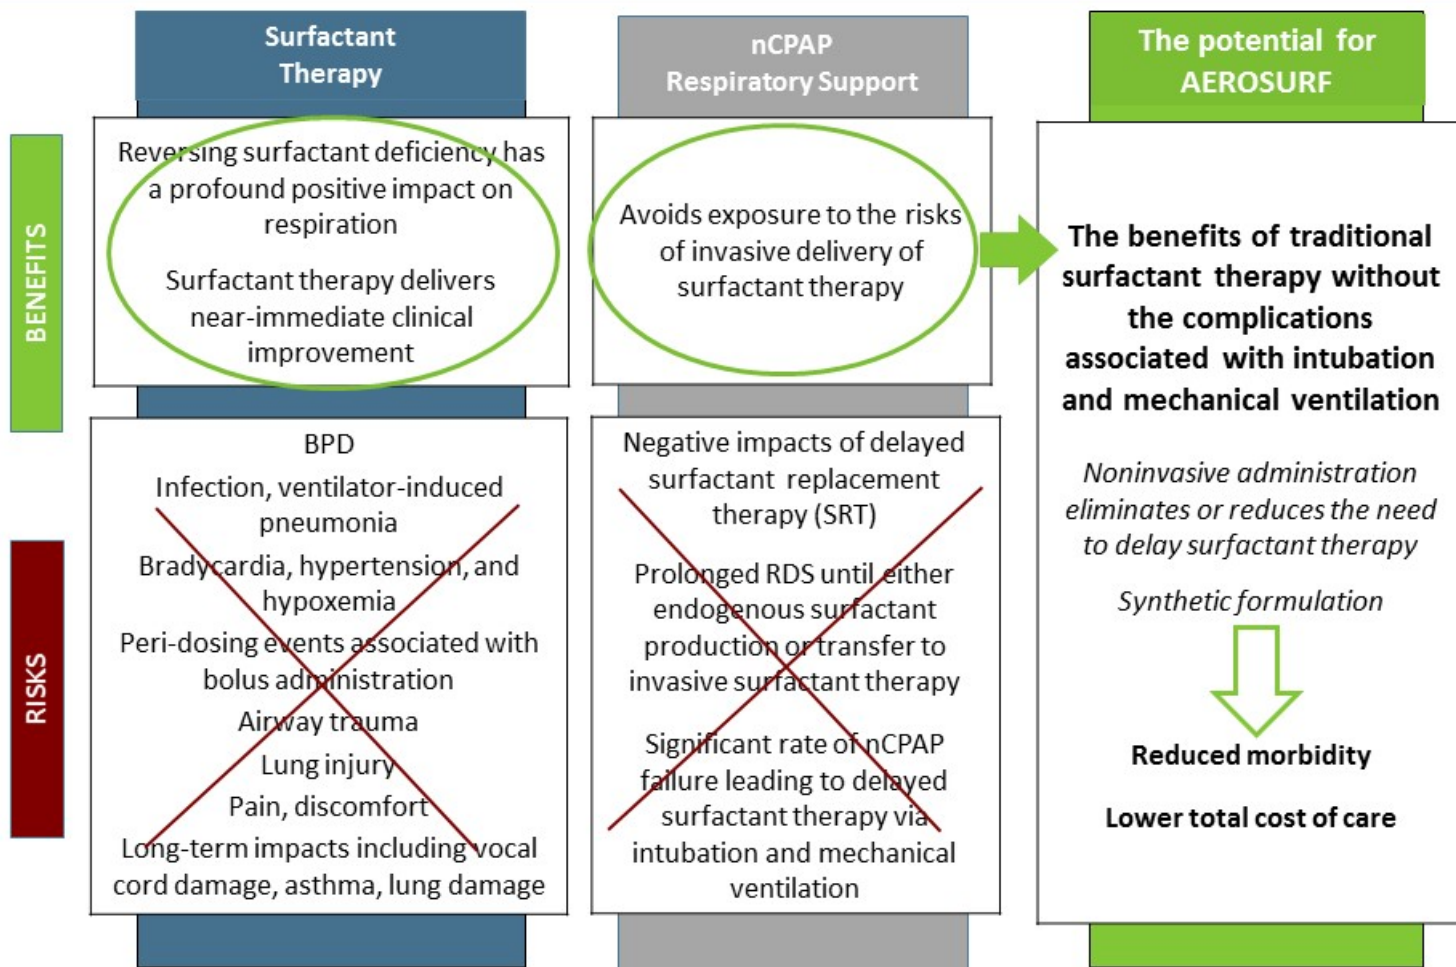 Surfactant
Therapy
nCPAP
Respiratory Support
The potential for
AEROSURF
BENEFITS
Reversing surfactant deficiency has
a profound positive impact on
respiration
Surfactant therapy delivers
near-immediate clinical
improvement
Avoids exposure to the risks
of invasive delivery of
surfactant therapy
RISKS
BPD
Infection, ventilator-induced
pneumonia
Bradycardia, hypertension, and
hypoxemia
Peri-dosing events associated with
bolus administration
Airway trauma
Lung injury
Pain, discomfort
Long-term impacts including vocal
cord damage, asthma, lung damage
Negative impacts of delayed
surfactant replacement
therapy (SRT)
Prolonged RDS until either
endogenous surfactant
production or transfer to
invasive surfactant therapy
Significant rate of nCPAP
failure leading to delayed
surfactant therapy via
intubation and mechanical
ventilation
The benefits of traditional
surfactant therapy without
the complications
associated with intubation
and mechanical ventilation
Noninvasive administration
eliminates or reduces the need
to delay surfactant therapy
Synthetic formulation
Reduced morbidity
Lower total cost of care